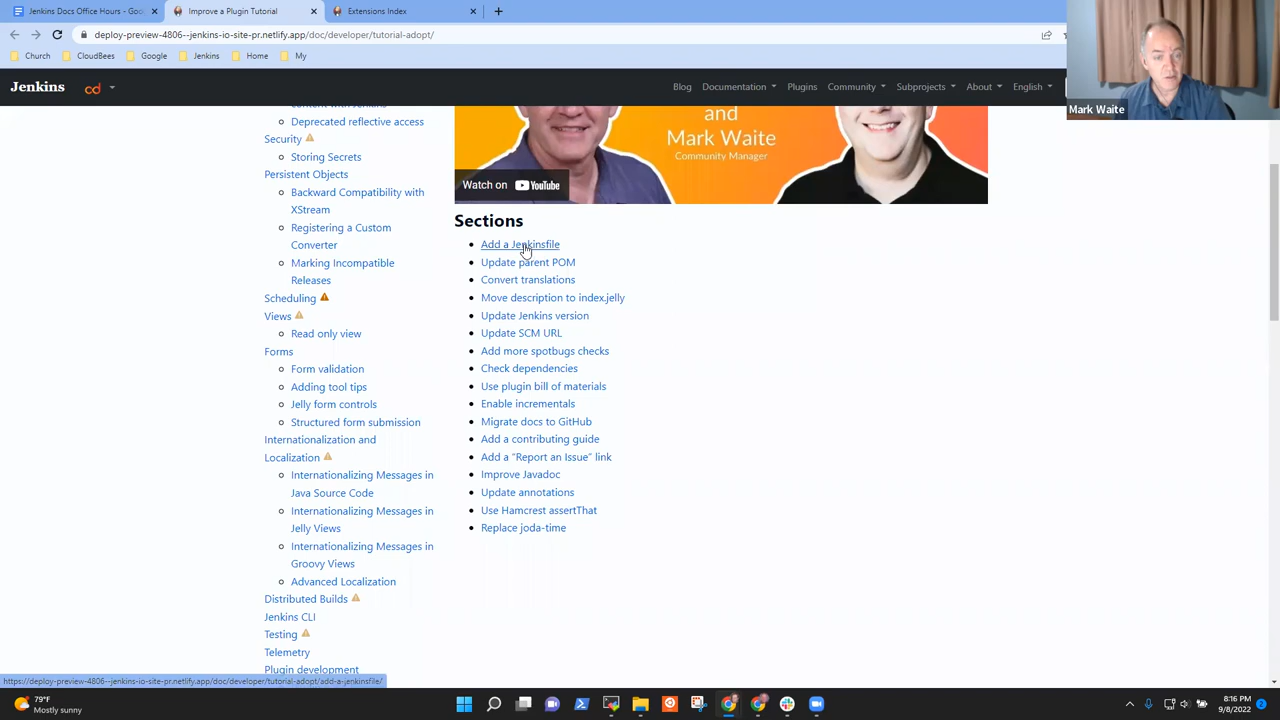 Jenkins Docs Office Hours - Goo
Improve a Plugin Tutorial
Extensions Index
deploy-preview-4806--jenkins-io-site-pr.netlify.app/doc/developer/tutorial-adopt/
Church
CloudBees
Google
Jenkins
Home
My
Mark Waite
Jenkins
cd
Blog
Documentation
Plugins
Community
Subprojects
About
English
Deprecated reflective access
Security
Storing Secrets
Persistent Objects
Backward Compatibility with
XStream
Registering a Custom
Converter
Marking Incompatible
Releases
Scheduling
Views
Read only view
Forms
Form validation
Adding tool tips
Jelly form controls
Structured form submission
Internationalization and
Localization
Internationalizing Messages in
Java Source Code
Internationalizing Messages in
Jelly Views
Internationalizing Messages in
Groovy Views
Advanced Localization
Distributed Builds
Jenkins CLI
Testing
Telemetry
Plugin development
and
Mark Waite
Community Manager
Watch on YouTube
Sections
Add a Jenkinsfile
Update parent POM
Convert translations
Move description to index.jelly
Update Jenkins version
Update SCM URL
Add more spotbugs checks
Check dependencies
Use plugin bill of materials
Enable incrementals
Migrate docs to GitHub
Add a contributing guide
Add a “Report an Issue” link
Improve Javadoc
Update annotations
Use Hamcrest assertThat
Replace joda-time
https://deploy-preview-4806--jenkins-io-site-pr.netlify.app/doc/developer/tutorial-adopt/add-a-jenkinsfile/
79°F
Mostly sunny
8:16 PM
9/8/2022